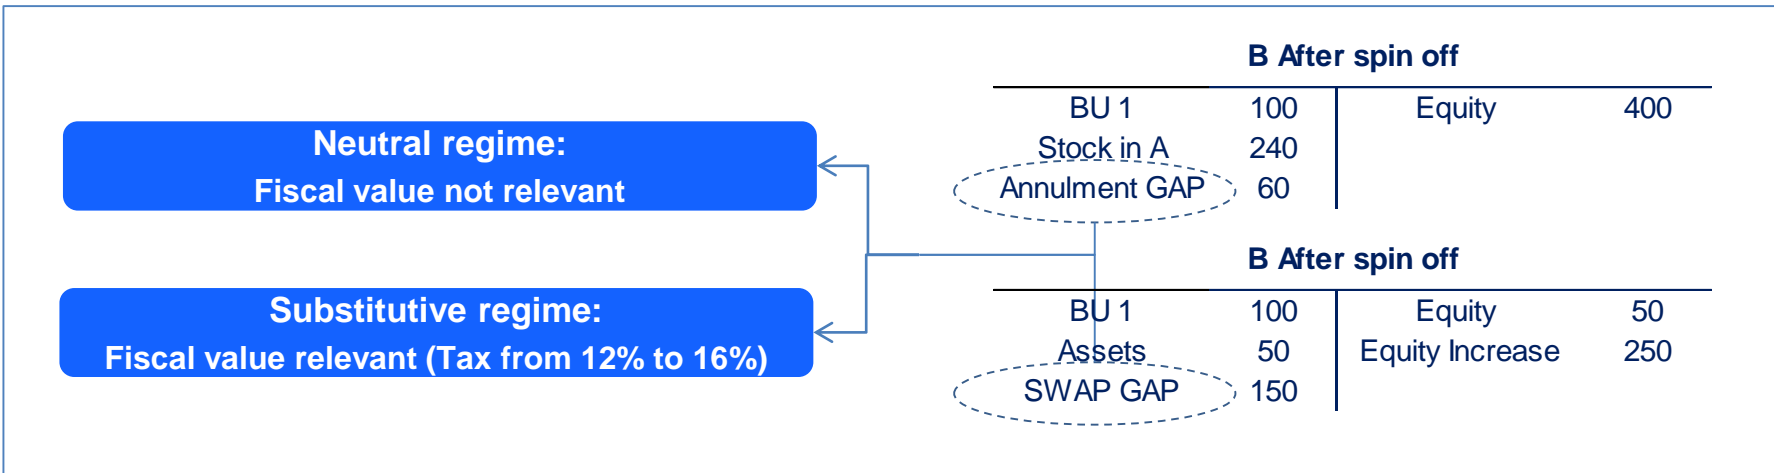 Neutral regime:
Fiscal value not relevant
Substitutive regime:
Fiscal value relevant (Tax from 12% to 16%)
B After spin off
BU 1 100 Equity 400
Stock in A 240
Annulment GAP 60
B After spin off
BU 1 100 Equity 50
Assets 50 Equity Increase 250
SWAP GAP 150